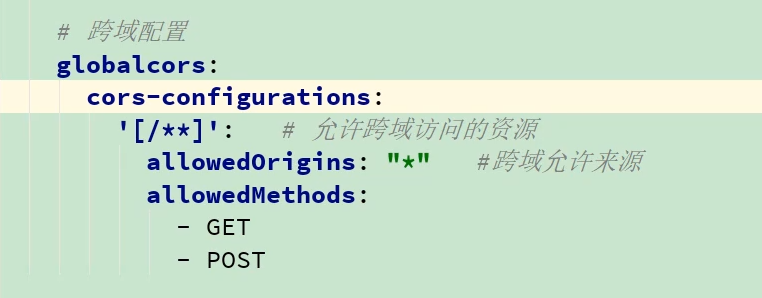 # 跨域配置
globalcors:
cors-configurations:
'[/**]': # 允许跨域访问的资源
allowedOrigins: "*" #跨域允许来源
allowedMethods:
- GET
- POST